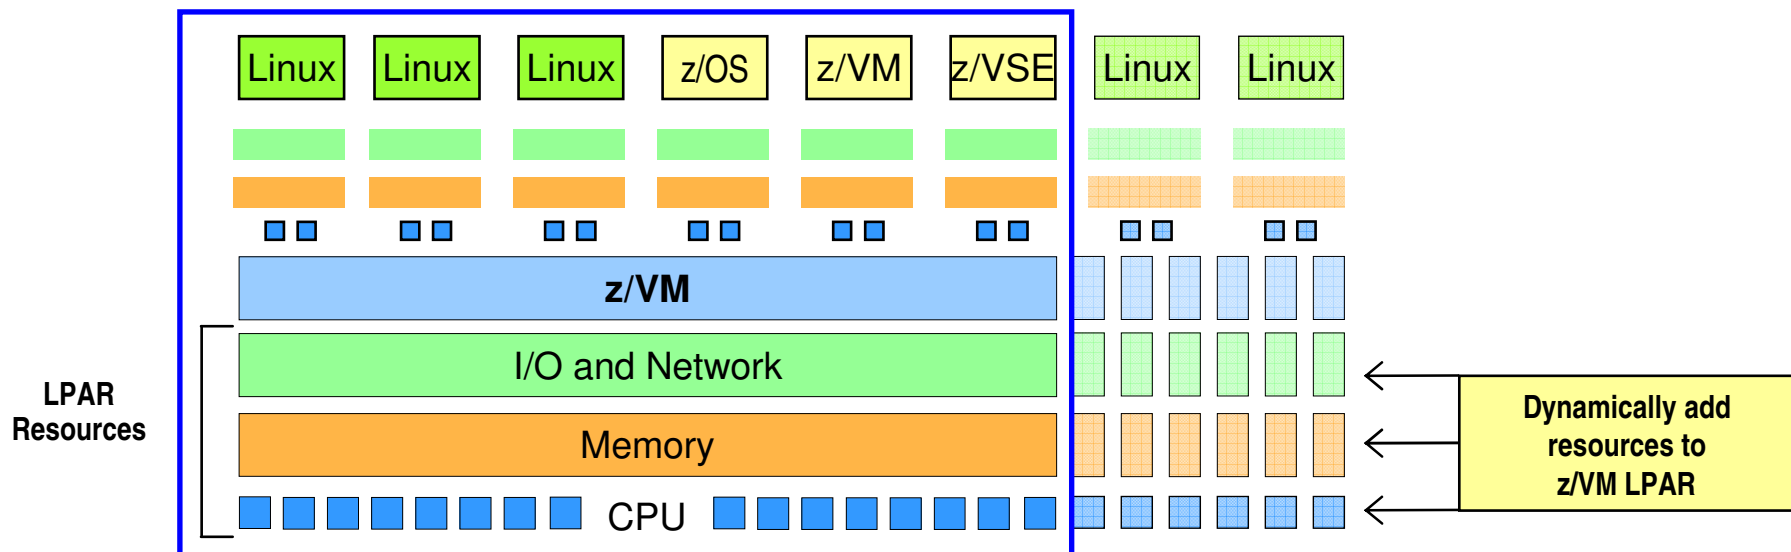 Linux Linux Linux z/OS z/VM z/VSE Linux Linux
z/VM
I/O and Network
Memory
CPU
LPAR
Resources
Dynamically add
resources to
z/VM LPAR